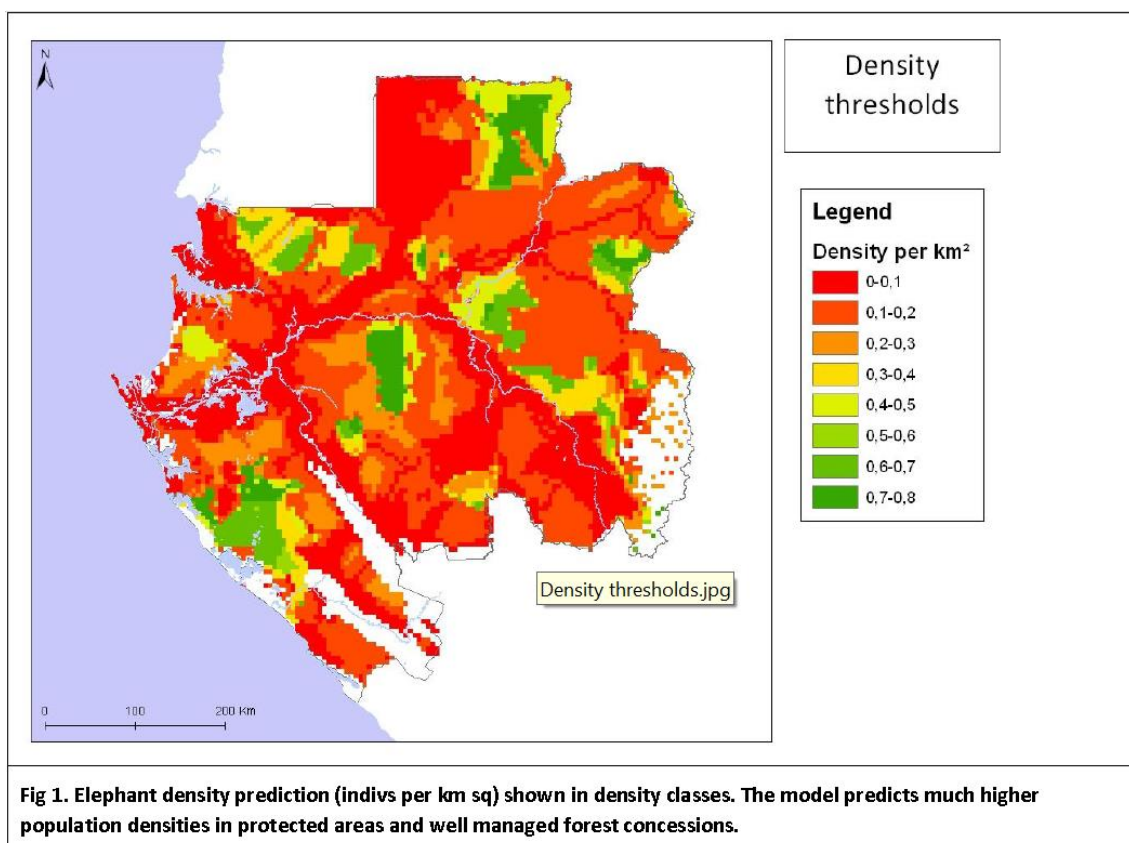 N
Density
thresholds
Legend
Density per km²
0-0,1
0,1-0,2
0,2-0,3
0,3-0,4
0,4-0,5
0,5-0,6
0,6-0,7
0,7-0,8
Density thresholds.jpg
0 100 200 Km
Fig 1. Elephant density prediction (indivs per km sq) shown in density classes. The model predicts much higher
population densities in protected areas and well managed forest concessions.